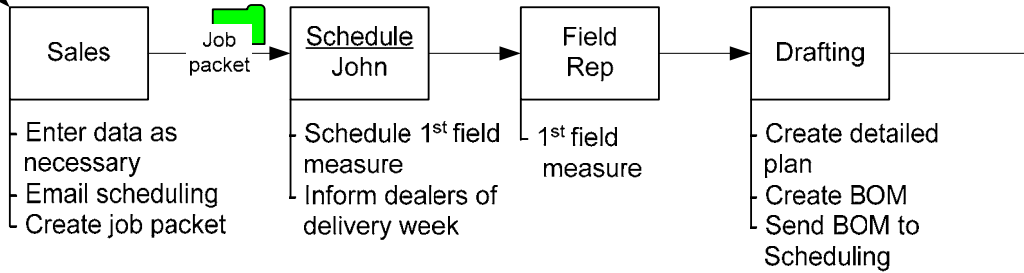 Sales
Job
packet
Schedule
John
Field
Rep
Drafting
- Enter data as
necessary
- Email scheduling
- Create job packet
- Schedule 1st field
measure
- Inform dealers of
delivery week
- 1st field
measure
- Create detailed
plan
- Create BOM
- Send BOM to
Scheduling